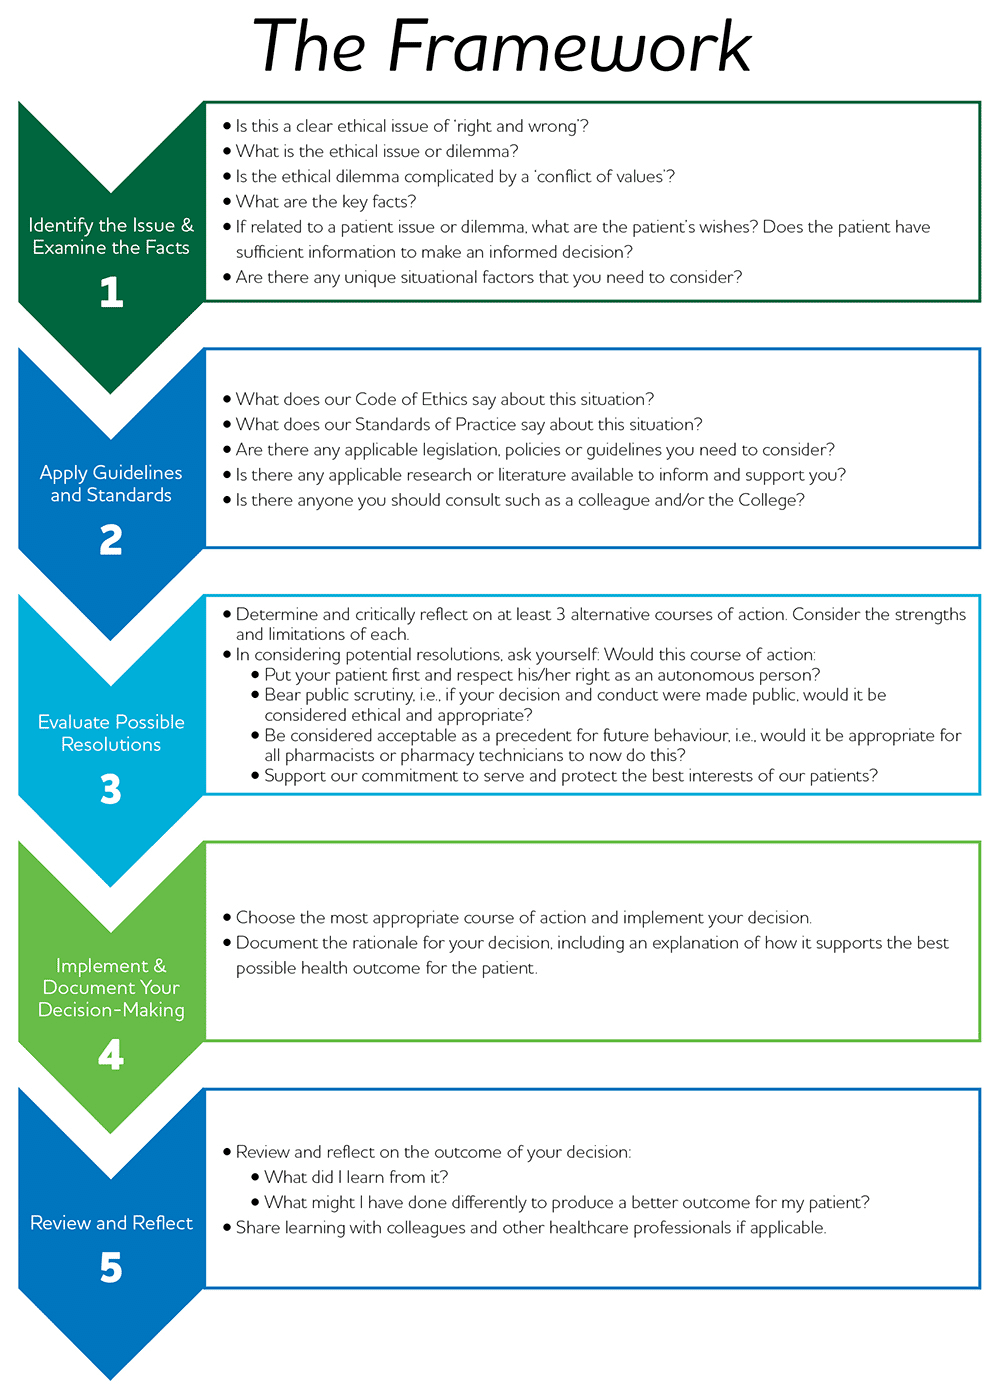 The Framework
Identify the Issue &
Examine the Facts
1
• Is this a clear ethical issue of ‘right and wrong’?
• What is the ethical issue or dilemma?
• Is the ethical dilemma complicated by a ‘conflict of values’?
• What are the key facts?
• If related to a patient issue or dilemma, what are the patient’s wishes? Does the patient have
sufficient information to make an informed decision?
• Are there any unique situational factors that you need to consider?
Apply Guidelines
and Standards
2
• What does our Code of Ethics say about this situation?
• What does our Standards of Practice say about this situation?
• Are there any applicable legislation, policies or guidelines you need to consider?
• Is there any applicable research or literature available to inform and support you?
• Is there anyone you should consult such as a colleague and/or the College?
Evaluate Possible
Resolutions
3
• Determine and critically reflect on at least 3 alternative courses of action. Consider the strengths
and limitations of each.
• In considering potential resolutions, ask yourself: Would this course of action:
• Put your patient first and respect his/her right as an autonomous person?
• Bear public scrutiny, i.e., if your decision and conduct were made public, would it be
considered ethical and appropriate?
• Be considered acceptable as a precedent for future behaviour, i.e., would it be appropriate for
all pharmacists or pharmacy technicians to now do this?
• Support our commitment to serve and protect the best interests of our patients?
Implement &
Document Your
Decision-Making
4
• Choose the most appropriate course of action and implement your decision.
• Document the rationale for your decision, including an explanation of how it supports the best
possible health outcome for the patient.
Review and Reflect
5
• Review and reflect on the outcome of your decision:
• What did I learn from it?
• What might I have done differently to produce a better outcome for my patient?
• Share learning with colleagues and other healthcare professionals if applicable.